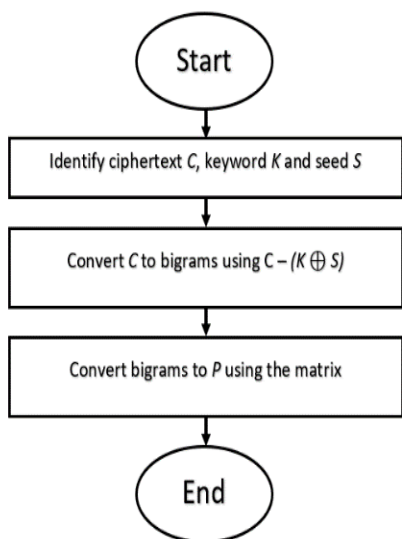 Start
Identify ciphertext C, keyword K and seed S
Convert C to bigrams using C – (K ⊕ S)
Convert bigrams to P using the matrix
End